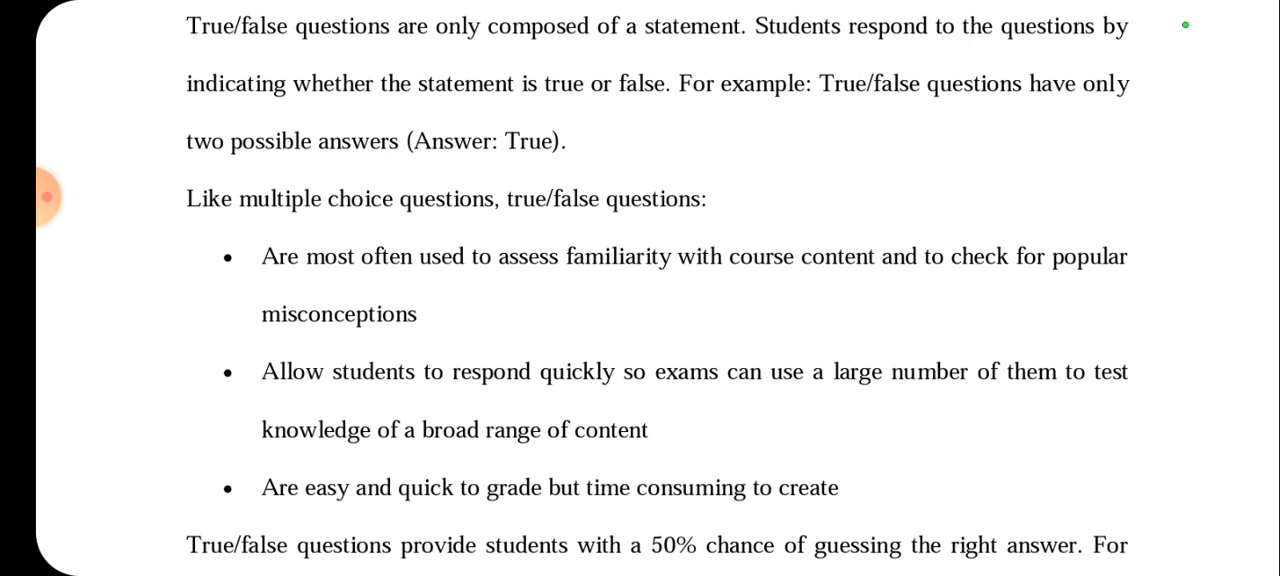 True/false questions are only composed of a statement. Students respond to the questions by
indicating whether the statement is true or false. For example: True/false questions have only
two possible answers (Answer: True).
Like multiple choice questions, true/false questions:
• Are most often used to assess familiarity with course content and to check for popular
misconceptions
• Allow students to respond quickly so exams can use a large number of them to test
knowledge of a broad range of content
• Are easy and quick to grade but time consuming to create
True/false questions provide students with a 50% chance of guessing the right answer. For